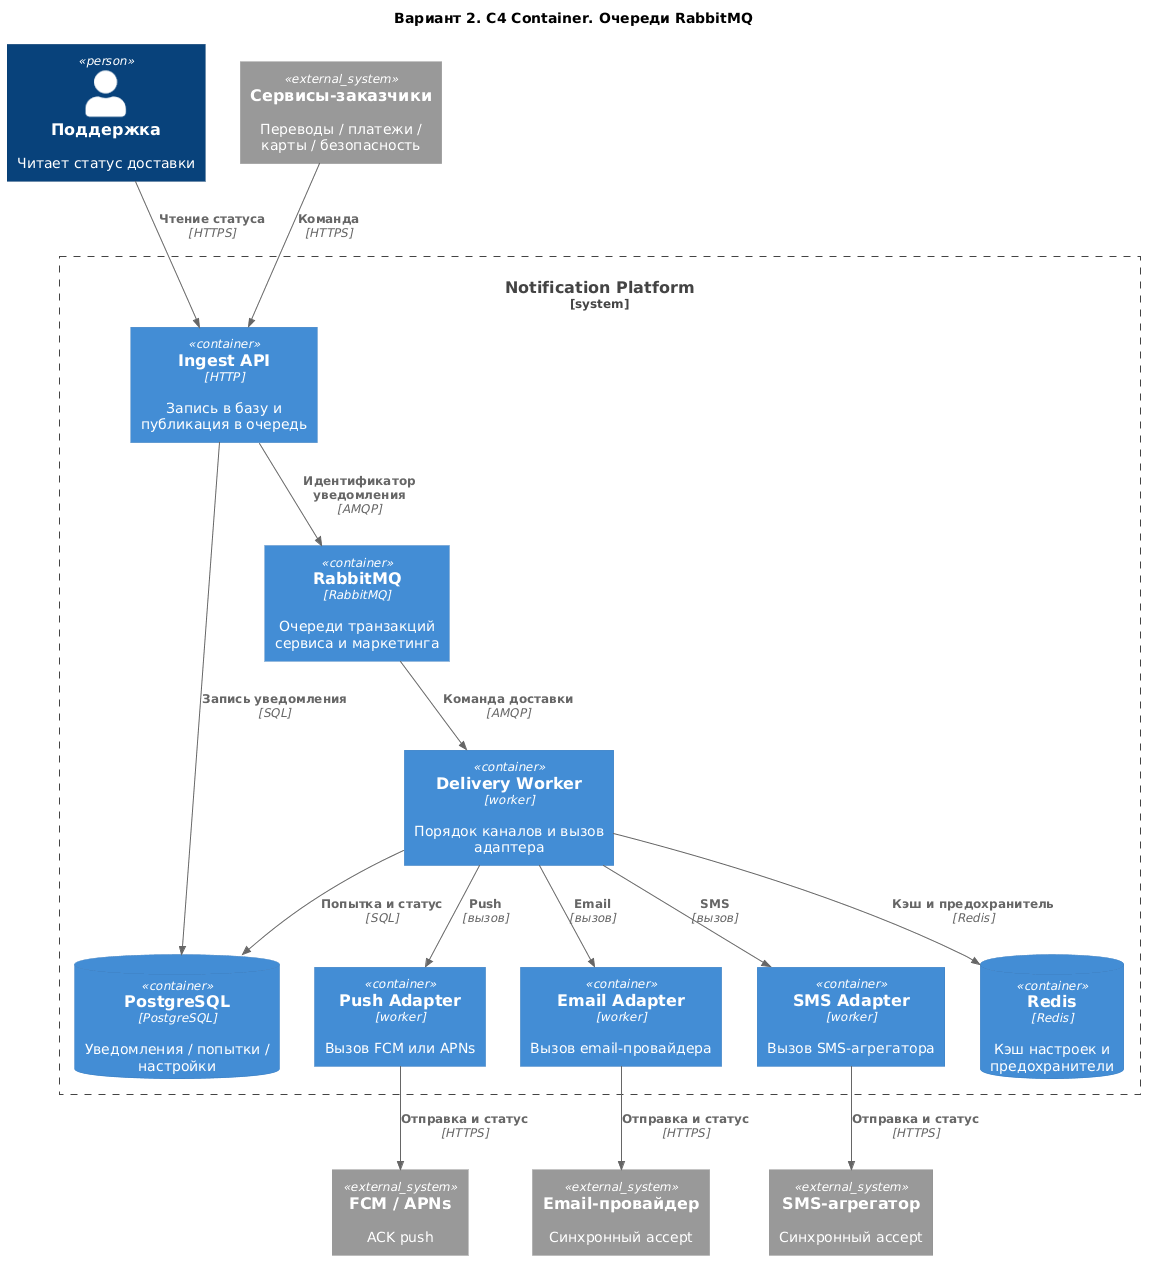 Вариант 2. C4 Container. Очереди RabbitMQ
«person»
Поддержка
Читает статус доставки
«external_system»
Сервисы-заказчики
Переводы / платежи /
карты / безопасность
Чтение статуса
[HTTPS]
Команда
[HTTPS]
Notification Platform
[system]
«container»
Ingest API
[HTTP]
Запись в базу и
публикация в очередь
Идентификатор
уведомления
[AMQP]
«container»
RabbitMQ
[RabbitMQ]
Очереди транзакций
сервиса и маркетинга
Запись уведомления
[SQL]
Команда доставки
[AMQP]
«container»
Delivery Worker
[worker]
Порядок каналов и вызов
адаптера
Попытка и статус
[SQL]
Push
[вызов]
Email
[вызов]
SMS
[вызов]
Кэш и предохранитель
[Redis]
«container»
PostgreSQL
[PostgreSQL]
Уведомления / попытки /
настройки
«container»
Push Adapter
[worker]
Вызов FCM или APNs
«container»
Email Adapter
[worker]
Вызов email-провайдера
«container»
SMS Adapter
[worker]
Вызов SMS-агрегатора
«container»
Redis
[Redis]
Кэш настроек и
предохранители
Отправка и статус
[HTTPS]
Отправка и статус
[HTTPS]
Отправка и статус
[HTTPS]
«external_system»
FCM / APNs
ACK push
«external_system»
Email-провайдер
Синхронный accept
«external_system»
SMS-агрегатор
Синхронный accept